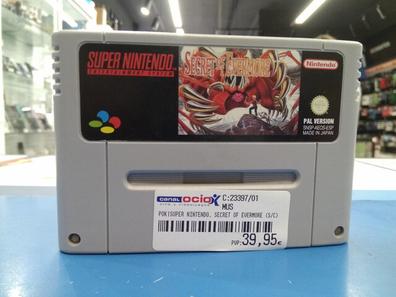 SUPER NINTENDO
ENTERTAINMENT SYSTEM
SECRET OF EVERMORE
Nintendo
PAL VERSION
SNSP-AEOS-ESP
MADE IN JAPAN
canal ocio
C:23397/01
MUS
POK(SUPER NINTENDO. SECRET OF EVERMORE (S/C)
PVP: 39,95€